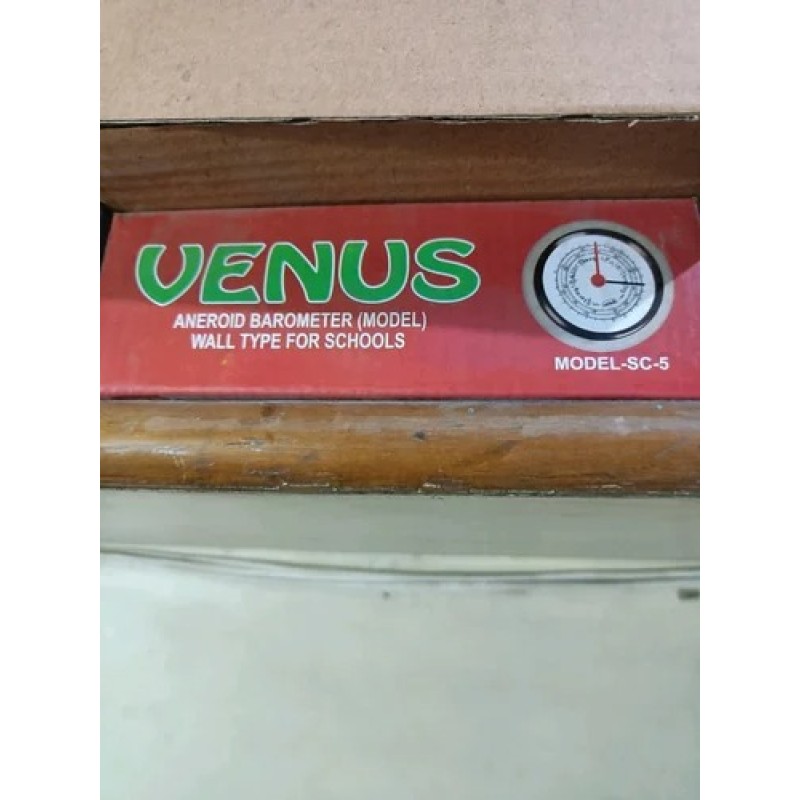 VENUS
ANEROID BAROMETER (MODEL)
WALL TYPE FOR SCHOOLS
MODEL-SC-5